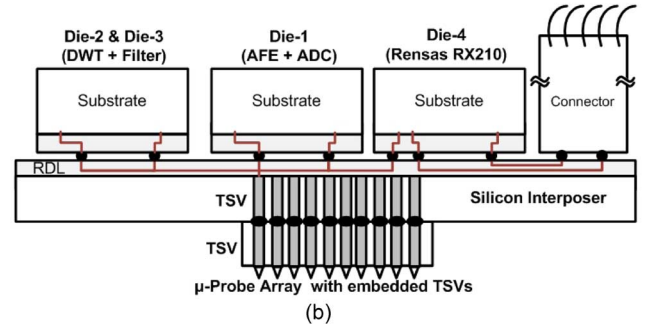 Die-2 & Die-3
(DWT + Filter)
Die-1
(AFE + ADC)
Die-4
(Rensas RX210)
Substrate
Substrate
Substrate
Connector
RDL
TSV
Silicon Interposer
TSV
μ-Probe Array with embedded TSVs
(b)